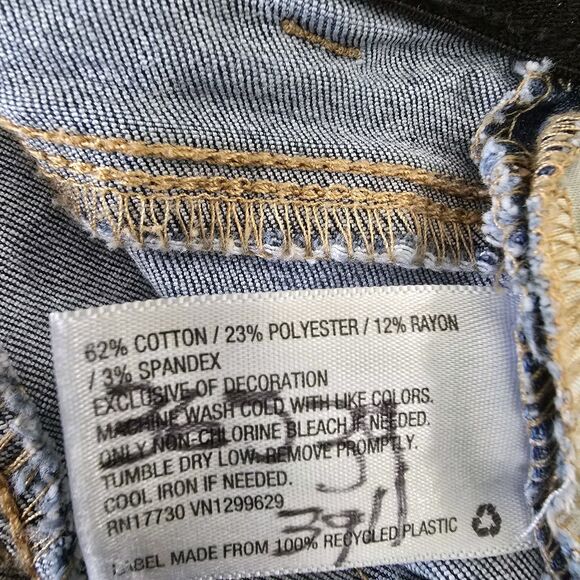 62% COTTON / 23% POLYESTER / 12% RAYON
/ 3% SPANDEX
EXCLUSIVE OF DECORATION
MACHINE WASH COLD WITH LIKE COLORS.
ONLY NON-CHLORINE BLEACH IF NEEDED.
TUMBLE DRY LOW. REMOVE PROMPTLY.
COOL IRON IF NEEDED.
RN17730 VN1299629
3911
LABEL MADE FROM 100% RECYCLED PLASTIC